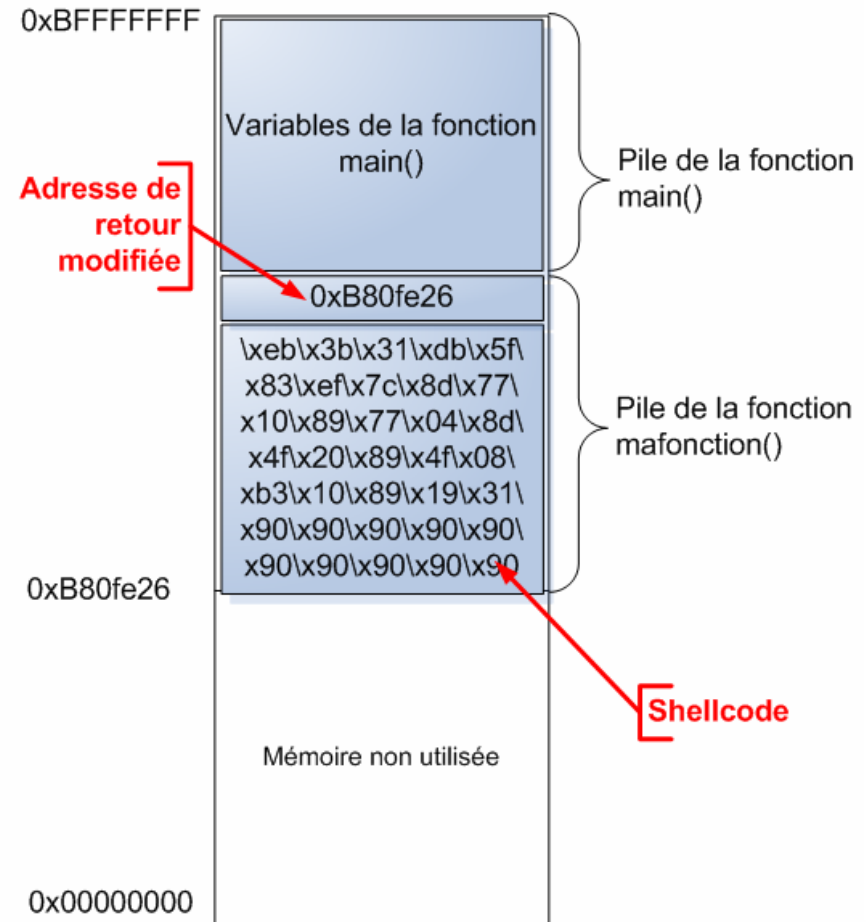 0xBFFFFFFF
Variables de la fonction
main()
Pile de la fonction
main()
Adresse de
retour
modifiée
0xB80fe26
\xeb\x3b\x31\xdb\x5f\
x83\xef\x7c\x8d\x77\
x10\x89\x77\x04\x8d\
x4f\x20\x89\x4f\x08\
xb3\x10\x89\x19\x31\
x90\x90\x90\x90\x90\
x90\x90\x90\x90\x90
Pile de la fonction
mafonction()
0xB80fe26
Shellcode
Mémoire non utilisée
0x00000000